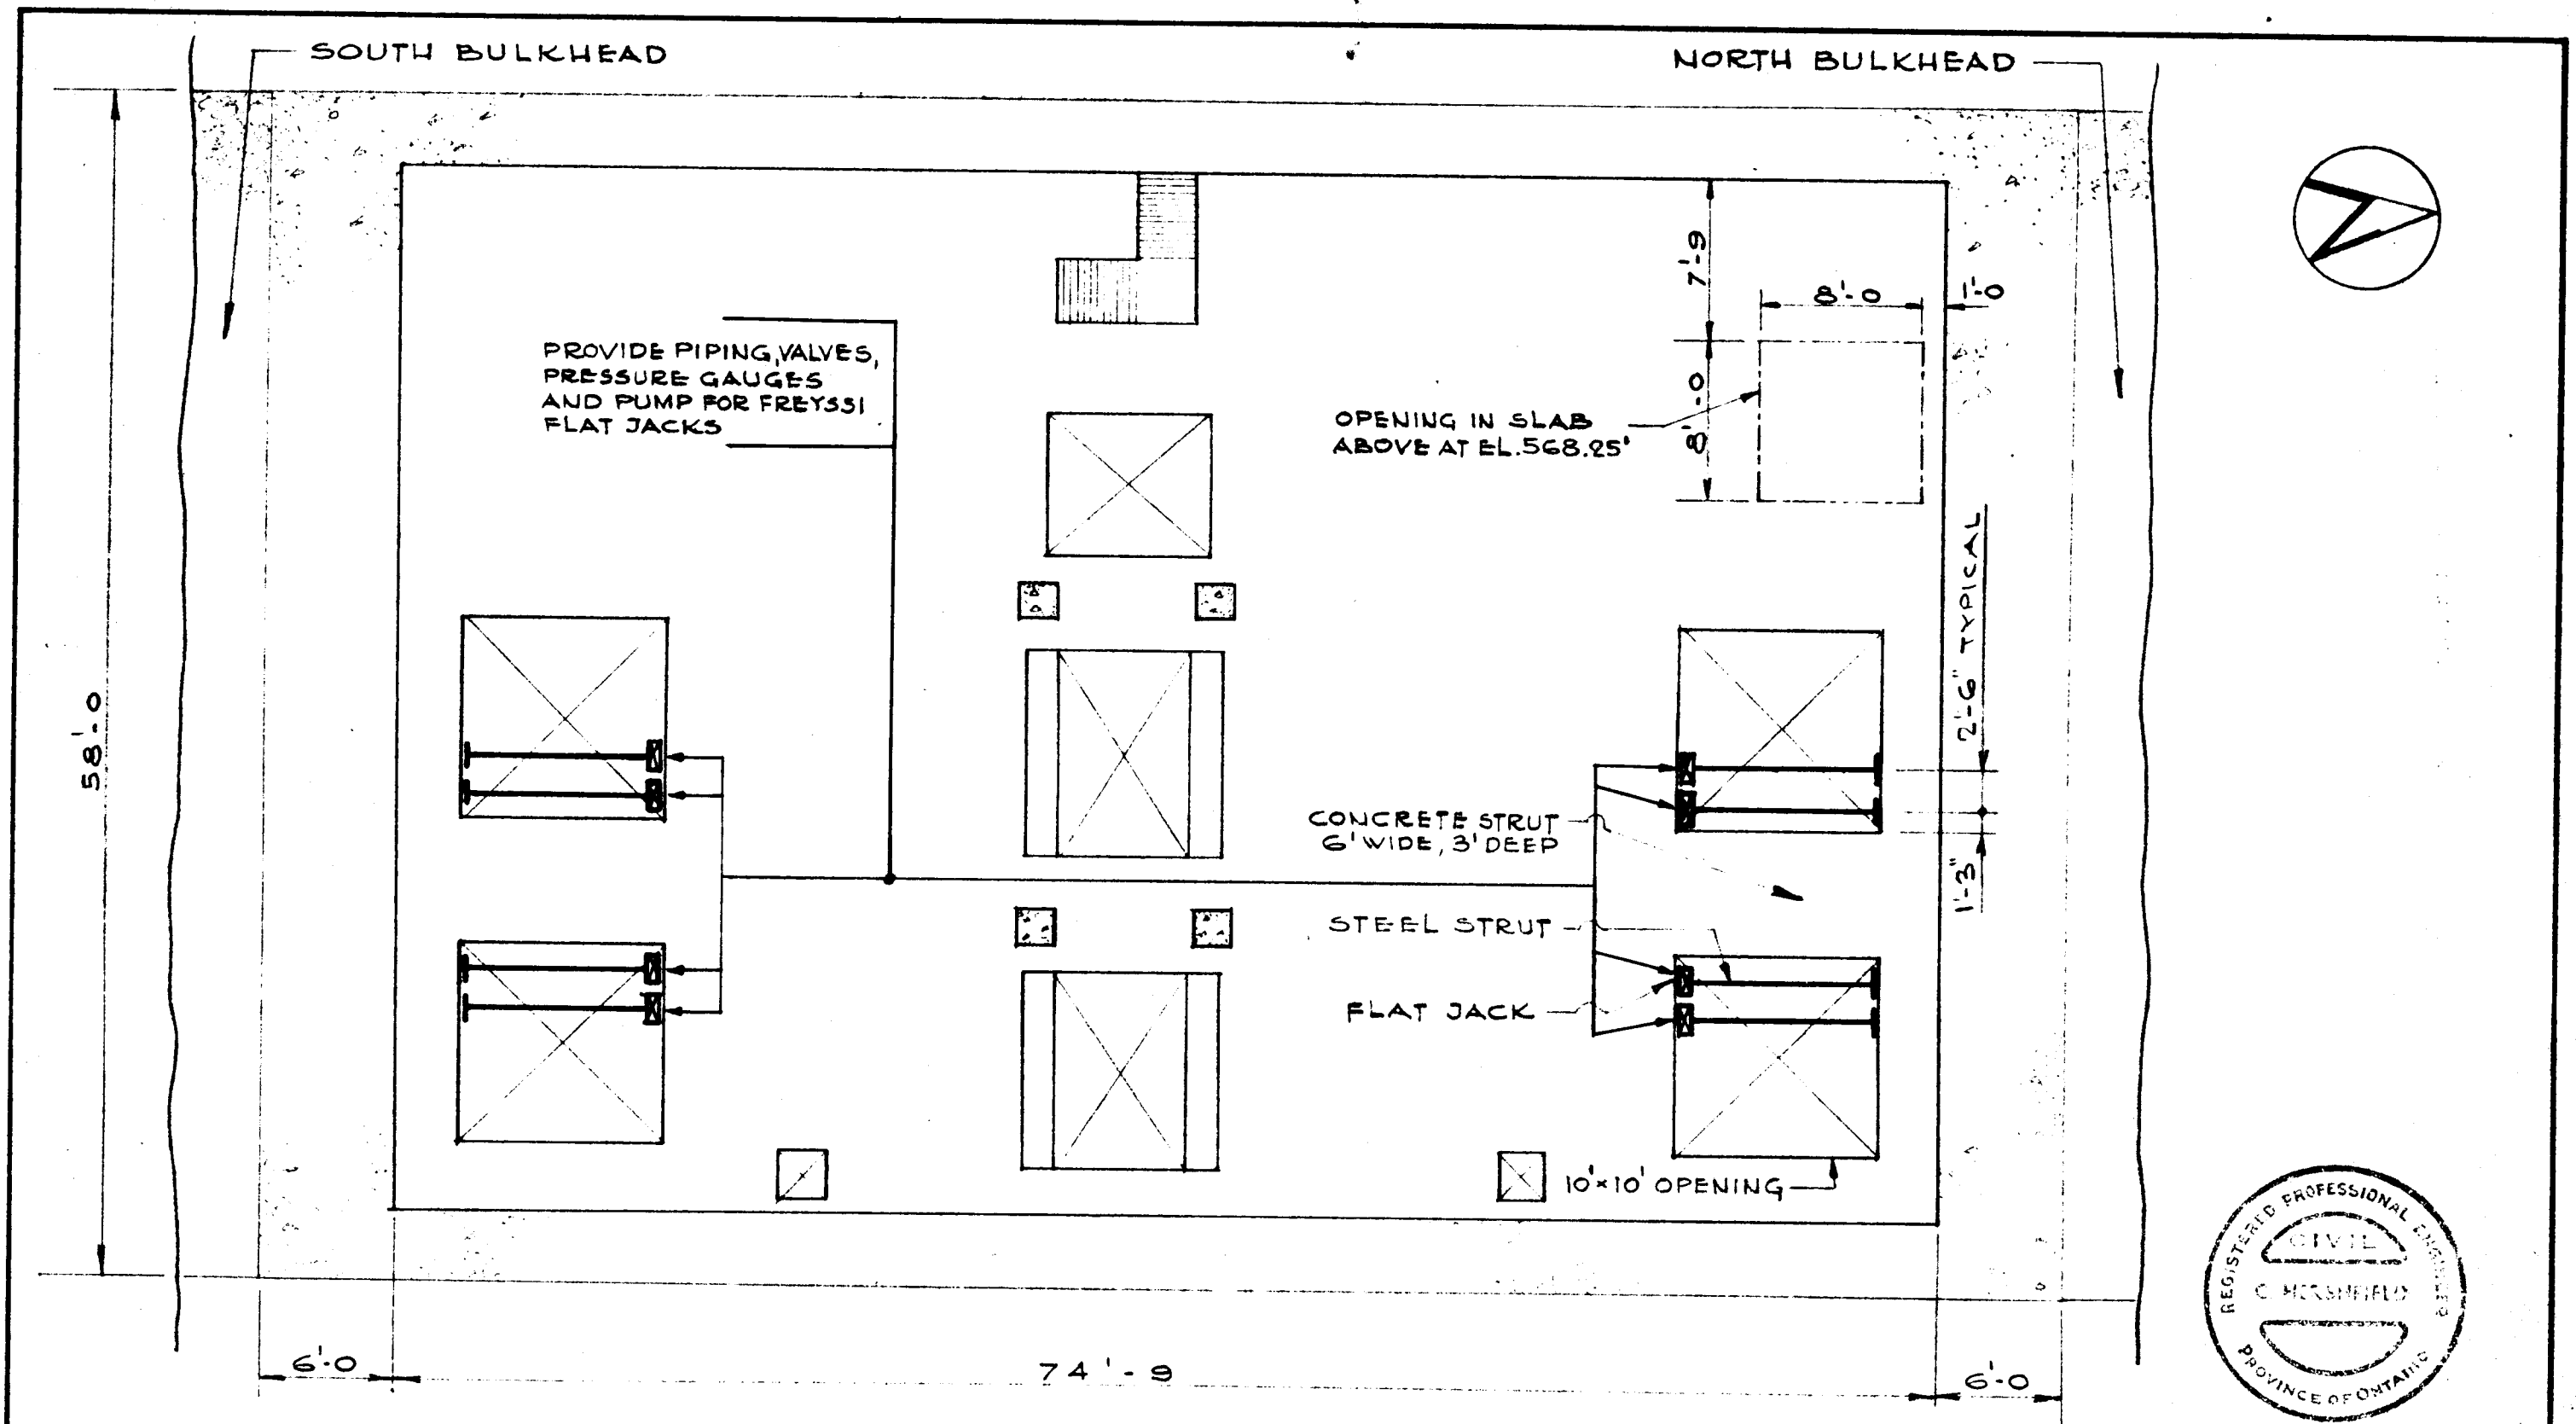 SOUTH BULKHEAD
NORTH BULKHEAD
7'-9
8'-0
1'-0
PROVIDE PIPING, VALVES,
PRESSURE GAUGES
AND PUMP FOR FREYSSI
FLAT JACKS
OPENING IN SLAB
ABOVE AT EL.568.25'
8'-0
2'-6" TYPICAL
58'-0
CONCRETE STRUT
6' WIDE, 3' DEEP
1'-3"
STEEL STRUT
FLAT JACK
10'x10' OPENING
REGISTERED PROFESSIONAL ENGINEER
CIVIL
PROVINCE OF ONTARIO
6'-0
74'-9
6'-0